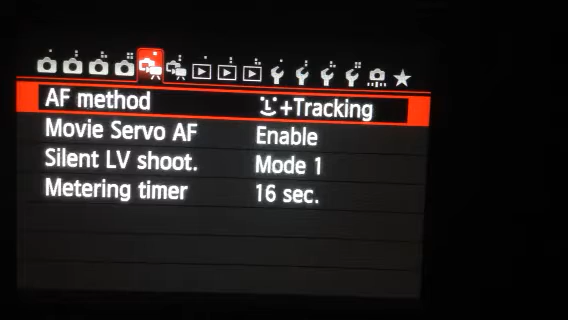 AF method +Tracking
Movie Servo AF Enable
Silent LV shoot. Mode 1
Metering timer 16 sec.